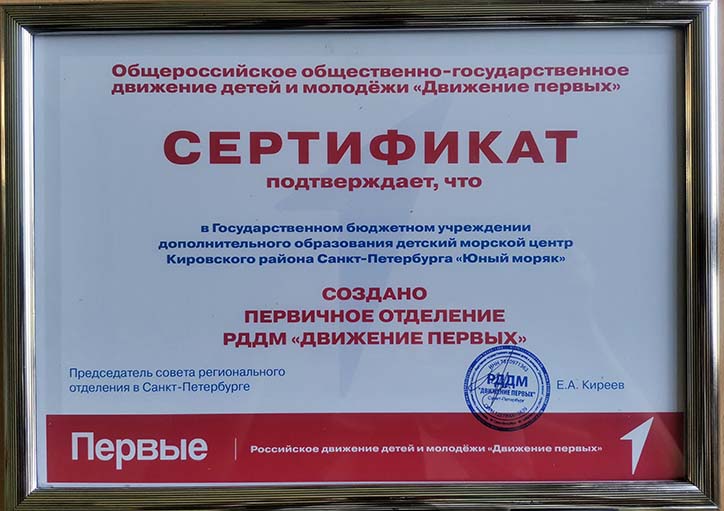 Общероссийское общественно-государственное
движение детей и молодёжи «Движение первых»
СЕРТИФИКАТ
подтверждает, что
в Государственном бюджетном учреждении
дополнительного образования детский морской центр
Кировского района Санкт-Петербурга «Юный моряк»
СОЗДАНО
ПЕРВИЧНОЕ ОТДЕЛЕНИЕ
РДДМ «ДВИЖЕНИЕ ПЕРВЫХ»
Председатель совета регионального
отделения в Санкт-Петербурге
РДДМ
"ДВИЖЕНИЕ ПЕРВЫХ"
Санкт-Петербург
Е.А. Киреев
Первые
Российское движение детей и молодёжи «Движение первых»